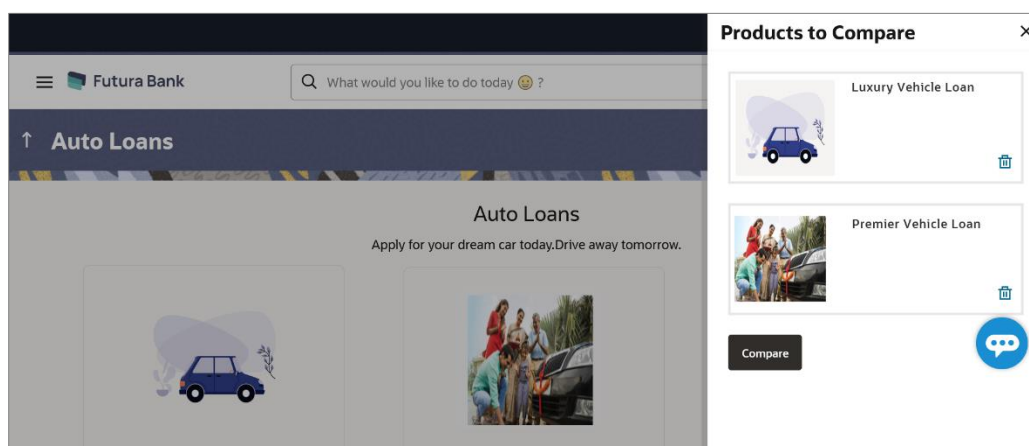 Products to Compare
Futura Bank
What would you like to do today 😊 ?
Luxury Vehicle Loan
Auto Loans
Auto Loans
Apply for your dream car today.Drive away tomorrow.
Premier Vehicle Loan
Compare